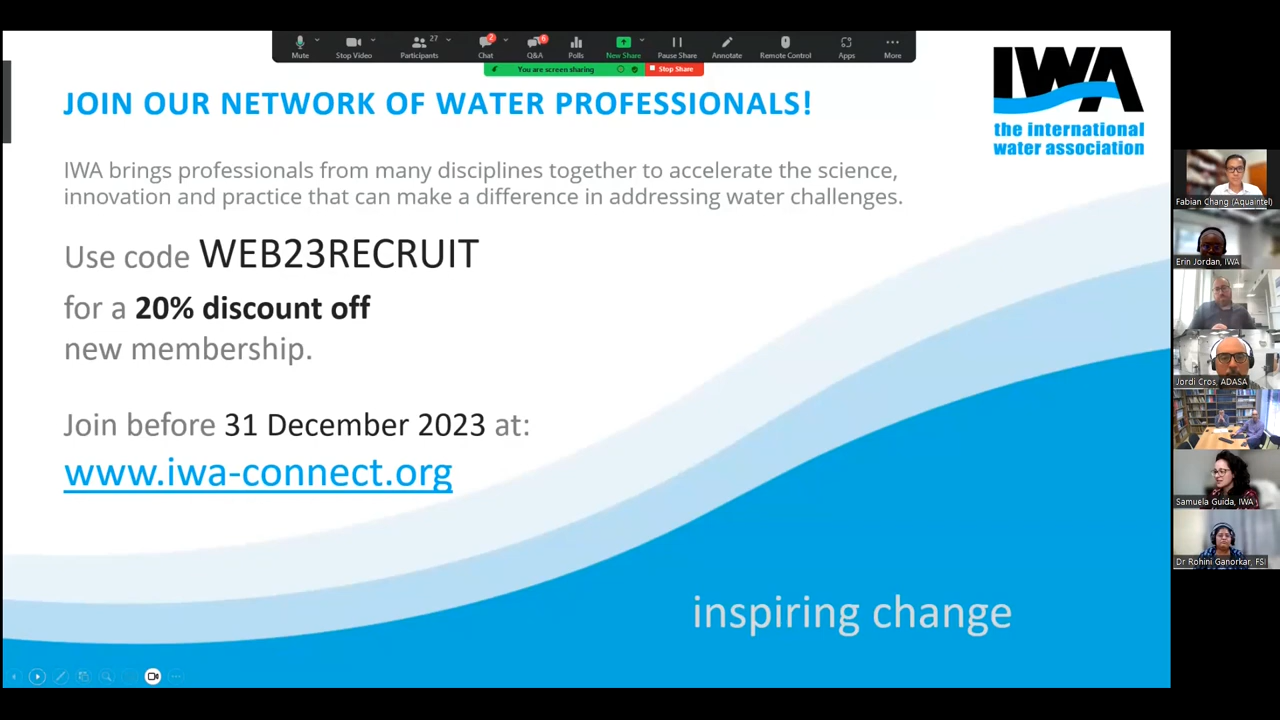 Mute
Stop Video
Participants
27
Chat
2
Q&A
6
Polls
New Share
Pause Share
Annotate
Remote Control
Apps
More
You are screen sharing
Stop Share
IWA
the international
water association
JOIN OUR NETWORK OF WATER PROFESSIONALS!
IWA brings professionals from many disciplines together to accelerate the science,
innovation and practice that can make a difference in addressing water challenges.
Use code WEB23RECRUIT
for a 20% discount off
new membership.
Join before 31 December 2023 at:
www.iwa-connect.org
inspiring change
Fabian Chang (Aquaintel)
Erin Jordan, IWA
Jordi Cros, ADASA
Samuela Guida, IWA
Dr Rohini Ganorkar, FSI